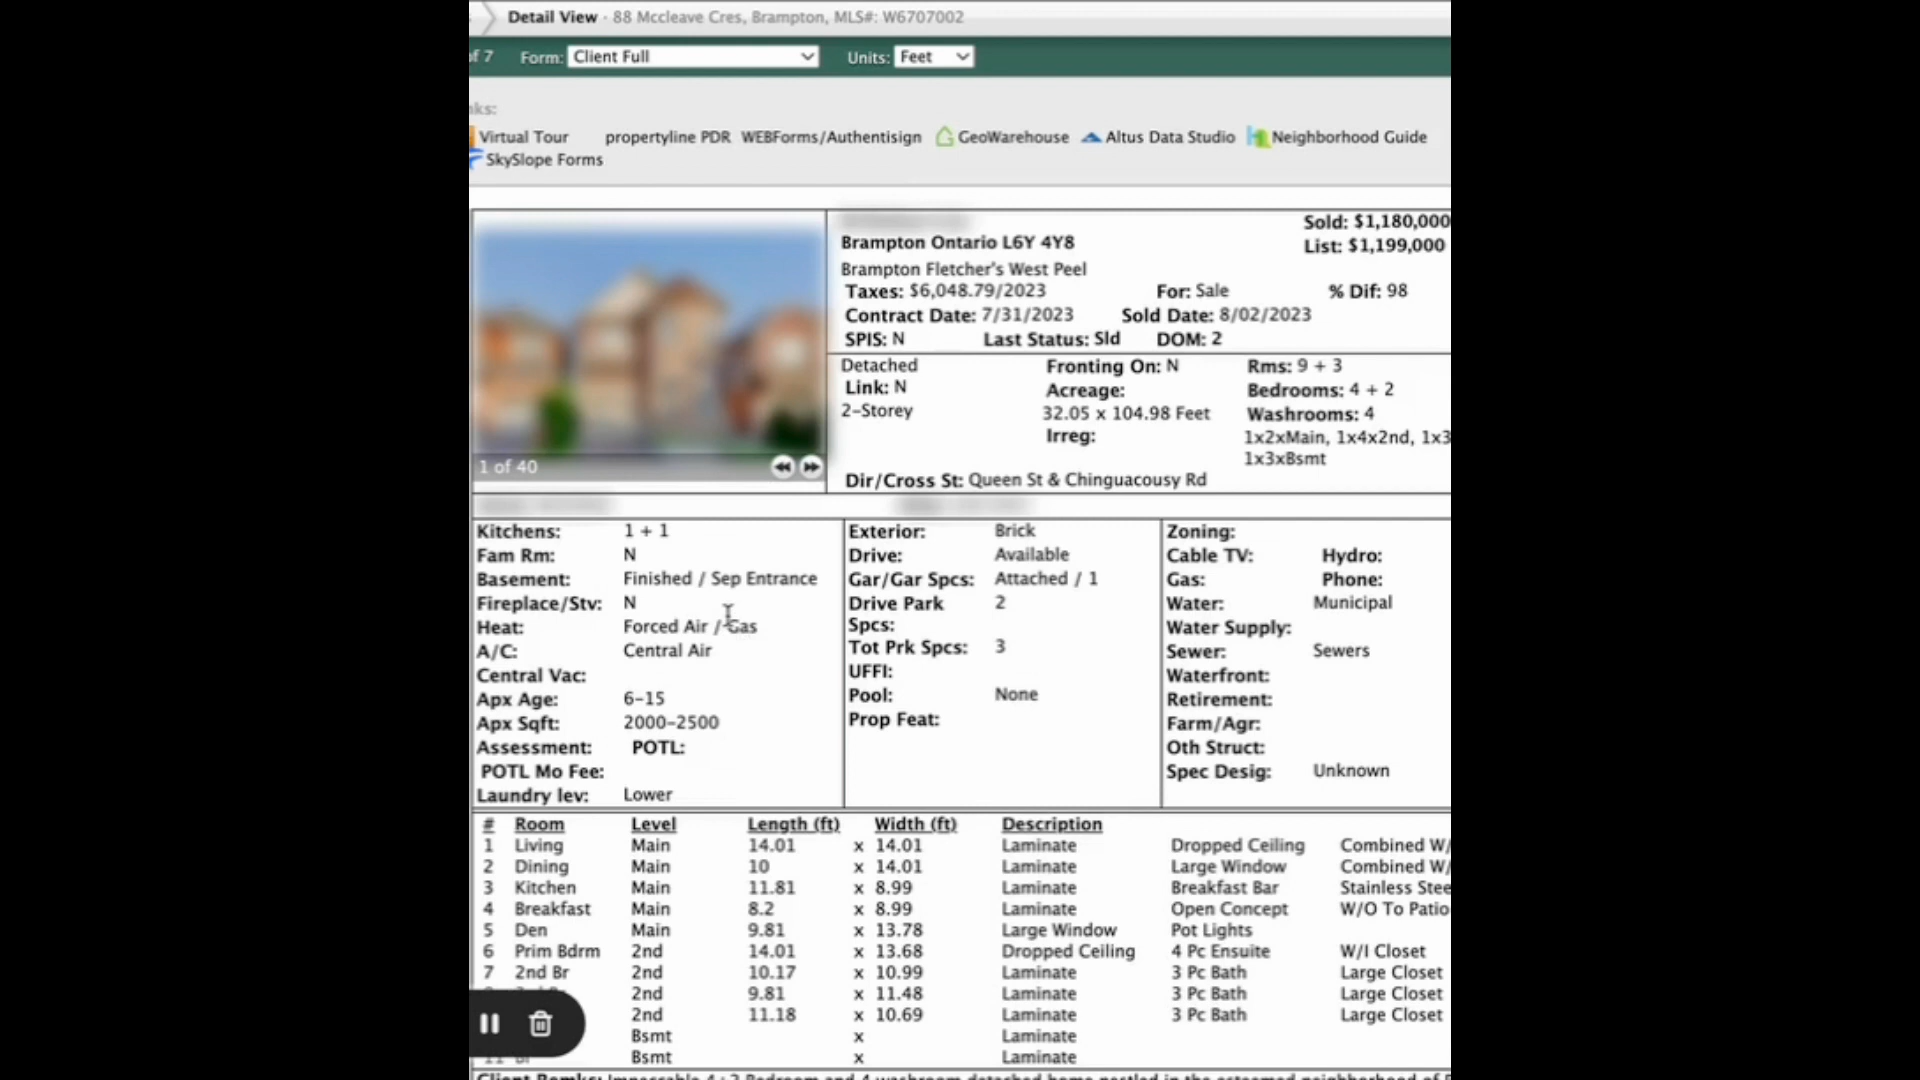 Detail View · 88 Mccleave Cres, Brampton, MLS#: W6707002
of 7 Form: Client Full Units: Feet
nks:
Virtual Tour propertyline PDR WEBForms/Authentisign GeoWarehouse Altus Data Studio Neighborhood Guide
SkySlope Forms
Sold: $1,180,000
Brampton Ontario L6Y 4Y8 List: $1,199,000
Brampton Fletcher's West Peel
Taxes: $6,048.79/2023 For: Sale % Dif: 98
Contract Date: 7/31/2023 Sold Date: 8/02/2023
SPIS: N Last Status: Sld DOM: 2
Detached Fronting On: N Rms: 9 + 3
Link: N Acreage: Bedrooms: 4 + 2
2-Storey 32.05 x 104.98 Feet Washrooms: 4
Irreg: 1x2xMain, 1x4x2nd, 1x3
1x3xBsmt
1 of 40
Dir/Cross St: Queen St & Chinguacousy Rd
Kitchens: 1 + 1 Exterior: Brick Zoning:
Fam Rm: N Drive: Available Cable TV: Hydro:
Basement: Finished / Sep Entrance Gar/Gar Spcs: Attached / 1 Gas: Phone:
Fireplace/Stv: N Drive Park 2 Water: Municipal
Heat: Forced Air / Gas Spcs: Water Supply:
A/C: Central Air Tot Prk Spcs: 3 Sewer: Sewers
Central Vac: UFFI: Waterfront:
Apx Age: 6-15 Pool: None Retirement:
Apx Sqft: 2000-2500 Prop Feat: Farm/Agr:
Assessment: POTL: Oth Struct:
POTL Mo Fee: Spec Desig: Unknown
Laundry lev: Lower
# Room Level Length (ft) Width (ft) Description
1 Living Main 14.01 x 14.01 Laminate Dropped Ceiling Combined W/
2 Dining Main 10 x 14.01 Laminate Large Window Combined W/
3 Kitchen Main 11.81 x 8.99 Laminate Breakfast Bar Stainless Stee
4 Breakfast Main 8.2 x 8.99 Laminate Open Concept W/O To Patio
5 Den Main 9.81 x 13.78 Large Window Pot Lights
6 Prim Bdrm 2nd 14.01 x 13.68 Dropped Ceiling 4 Pc Ensuite W/I Closet
7 2nd Br 2nd 10.17 x 10.99 Laminate 3 Pc Bath Large Closet
2nd 9.81 x 11.48 Laminate 3 Pc Bath Large Closet
2nd 11.18 x 10.69 Laminate 3 Pc Bath Large Closet
Bsmt x Laminate
Bsmt x Laminate